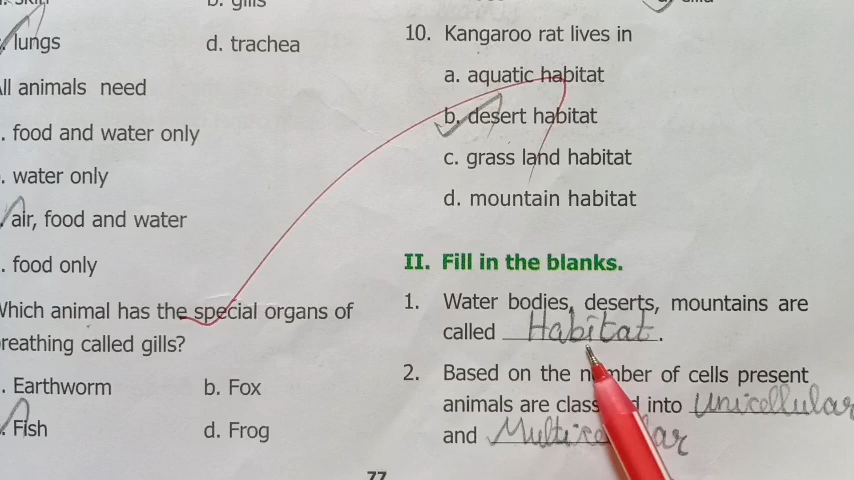 b. gills
lungs
d. trachea
ll animals need
. food and water only
. water only
air, food and water
. food only
Which animal has the special organs of
reathing called gills?
. Earthworm b. Fox
. Fish d. Frog
77
10. Kangaroo rat lives in
a. aquatic habitat
b. desert habitat
c. grass land habitat
d. mountain habitat
II. Fill in the blanks.
1. Water bodies, deserts, mountains are
called Habitat.
2. Based on the number of cells present
animals are into Unicellular
and